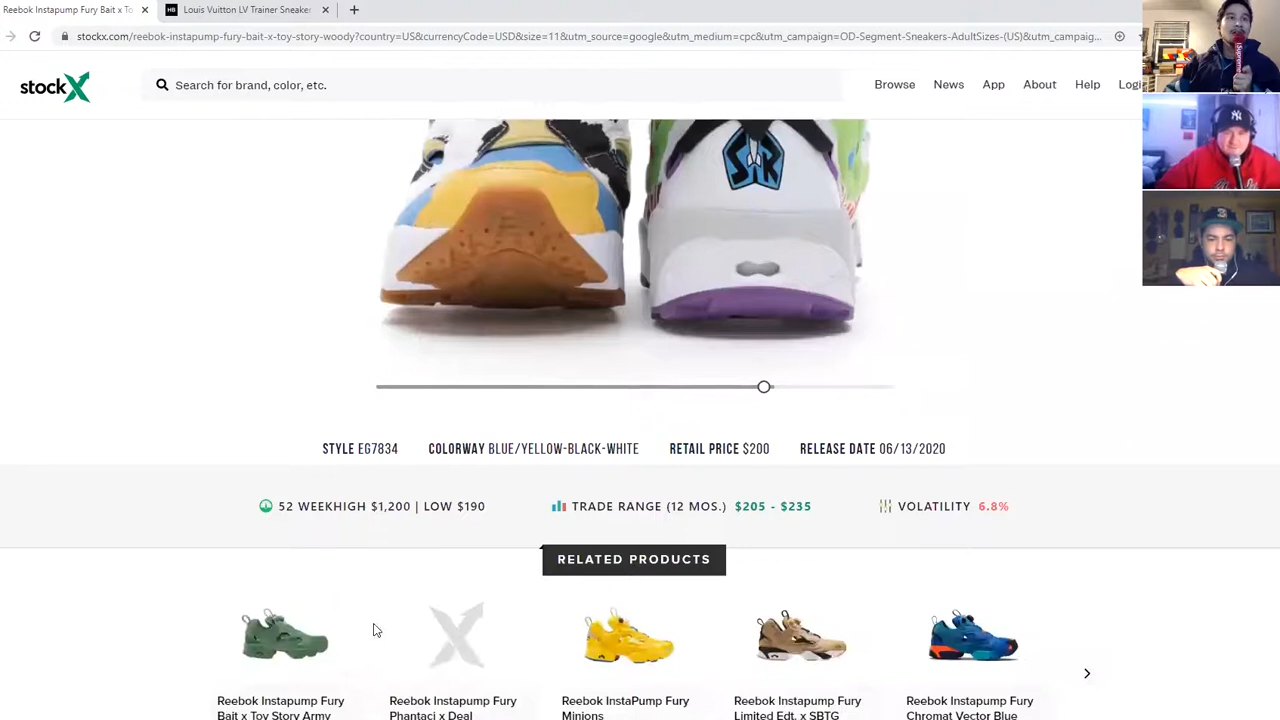 Reebok Instapump Fury Bait x To
HB Louis Vuitton LV Trainer Sneaker
stockx.com/reebok-instapump-fury-bait-x-toy-story-woody?country=US&currencyCode=USD&size=11&utm_source=google&utm_medium=cpc&utm_campaign=OD-Segment-Sneakers-AdultSizes-(US)&utm_campaig...
stockX
Search for brand, color, etc.
Browse News App About Help Logi
Supreme
NY
STYLE EG7834 COLORWAY BLUE/YELLOW-BLACK-WHITE RETAIL PRICE $200 RELEASE DATE 06/13/2020
52 WEEKHIGH $1,200 | LOW $190 TRADE RANGE (12 MOS.) $205 - $235 VOLATILITY 6.8%
RELATED PRODUCTS
Reebok Instapump Fury
Bait x Toy Story Army
Reebok Instapump Fury
Phantaci x Deal
Reebok InstaPump Fury
Minions
Reebok Instapump Fury
Limited Edt. x SBTG
Reebok Instapump Fury
Chromat Vector Blue